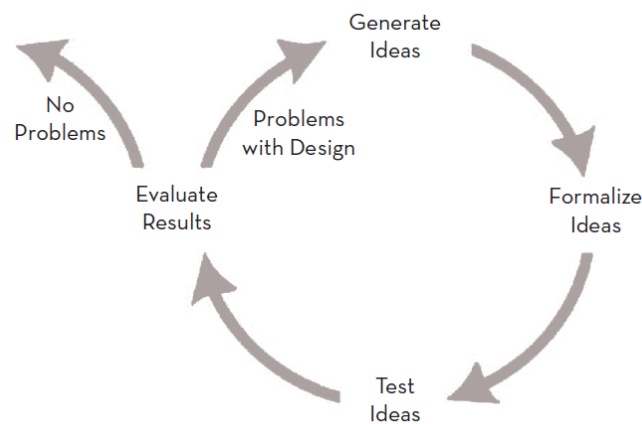 Generate
Ideas
No
Problems
Problems
with Design
Evaluate
Results
Formalize
Ideas
Test
Ideas